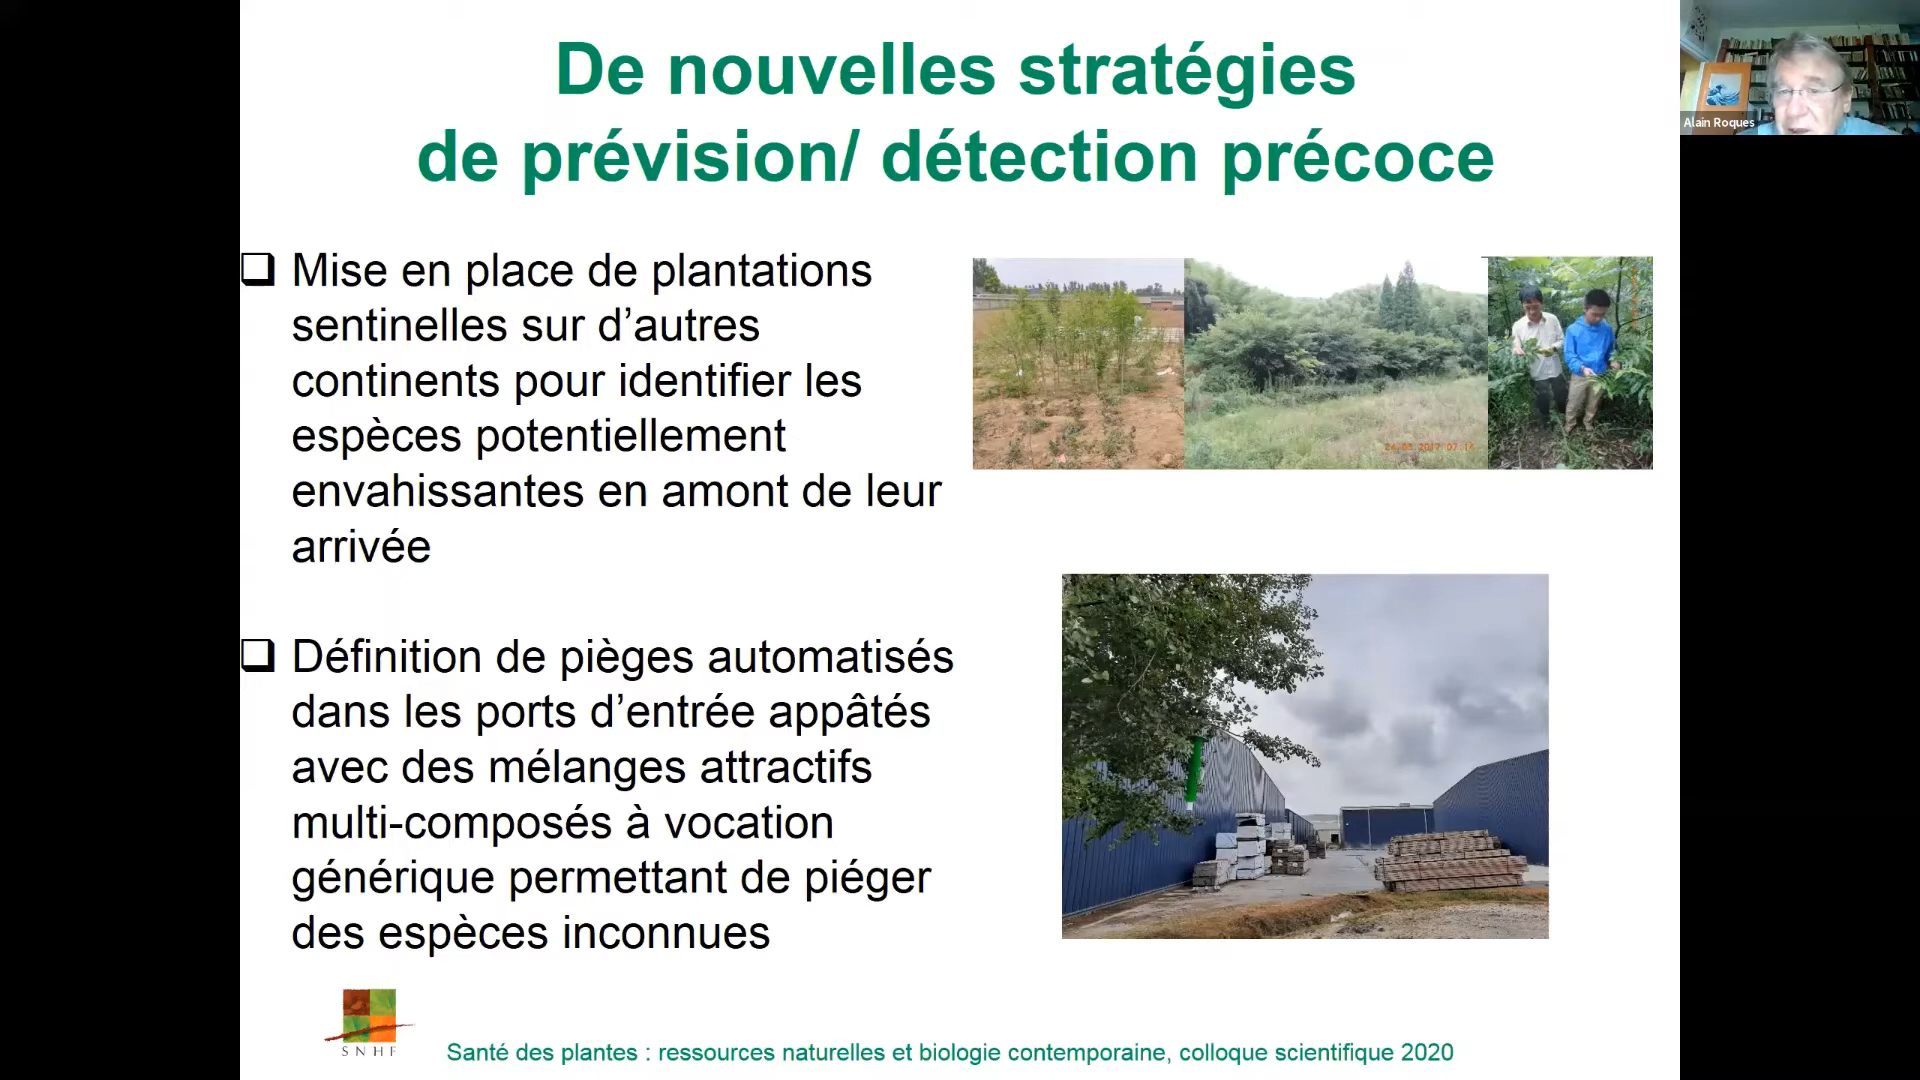 De nouvelles stratégies
de prévision/ détection précoce
Alain Roques
❑ Mise en place de plantations
sentinelles sur d’autres
continents pour identifier les
espèces potentiellement
envahissantes en amont de leur
arrivée
❑ Définition de pièges automatisés
dans les ports d’entrée appâtés
avec des mélanges attractifs
multi-composés à vocation
générique permettant de piéger
des espèces inconnues
SNHF
Santé des plantes : ressources naturelles et biologie contemporaine, colloque scientifique 2020